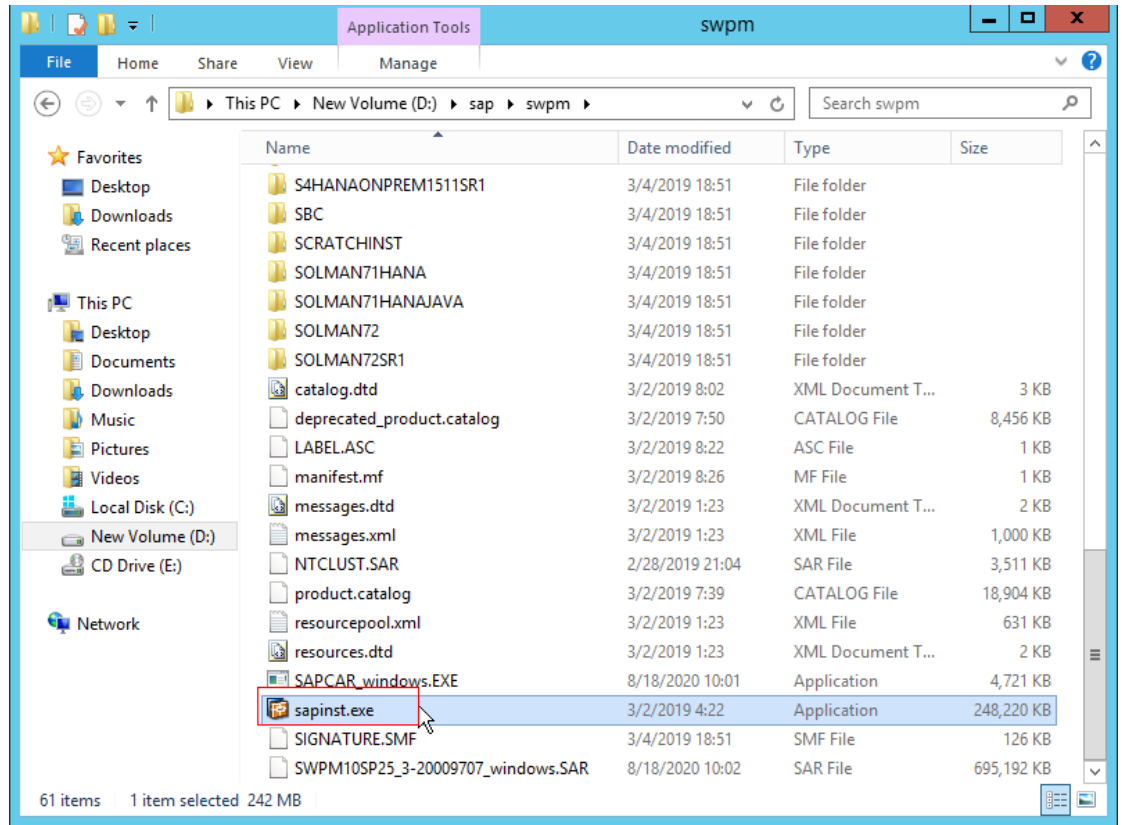 Application Tools
swpm
File Home Share View Manage
This PC New Volume (D:) sap swpm Search swpm
Name Date modified Type Size
Favorites
Desktop
Downloads
Recent places
This PC
Desktop
Documents
Downloads
Music
Pictures
Videos
Local Disk (C:)
New Volume (D:)
CD Drive (E:)
Network
S4HANAONPREM1511SR1 3/4/2019 18:51 File folder
SBC 3/4/2019 18:51 File folder
SCRATCHINST 3/4/2019 18:51 File folder
SOLMAN71HANA 3/4/2019 18:51 File folder
SOLMAN71HANAJAVA 3/4/2019 18:51 File folder
SOLMAN72 3/4/2019 18:51 File folder
SOLMAN72SR1 3/4/2019 18:51 File folder
catalog.dtd 3/2/2019 8:02 XML Document T... 3 KB
deprecated_product.catalog 3/2/2019 7:50 CATALOG File 8,456 KB
LABEL.ASC 3/2/2019 8:22 ASC File 1 KB
manifest.mf 3/2/2019 8:26 MF File 1 KB
messages.dtd 3/2/2019 1:23 XML Document T... 2 KB
messages.xml 3/2/2019 1:23 XML File 1,000 KB
NTCLUST.SAR 2/28/2019 21:04 SAR File 3,511 KB
product.catalog 3/2/2019 7:39 CATALOG File 18,904 KB
resourcepool.xml 3/2/2019 1:23 XML File 631 KB
resources.dtd 3/2/2019 1:23 XML Document T... 2 KB
SAPCAR_windows.EXE 8/18/2020 10:01 Application 4,721 KB
sapinst.exe 3/2/2019 4:22 Application 248,220 KB
SIGNATURE.SMF 3/4/2019 18:51 SMF File 126 KB
SWPM10SP25_3-20009707_windows.SAR 8/18/2020 10:02 SAR File 695,192 KB
61 items 1 item selected 242 MB